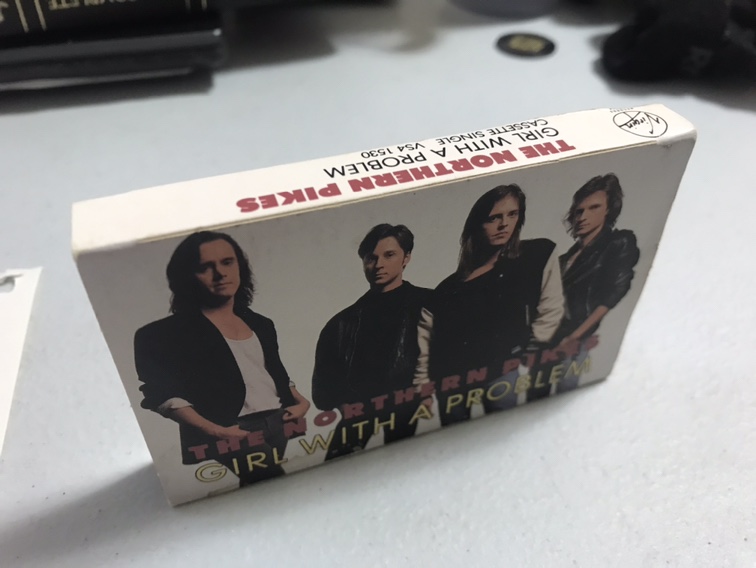 THE NORTHERN PIKES
GIRL WITH A PROBLEM
CASSETTE SINGLE VS4 1530
Virgin
THE NORTHERN PIKES
GIRL WITH A PROBLEM